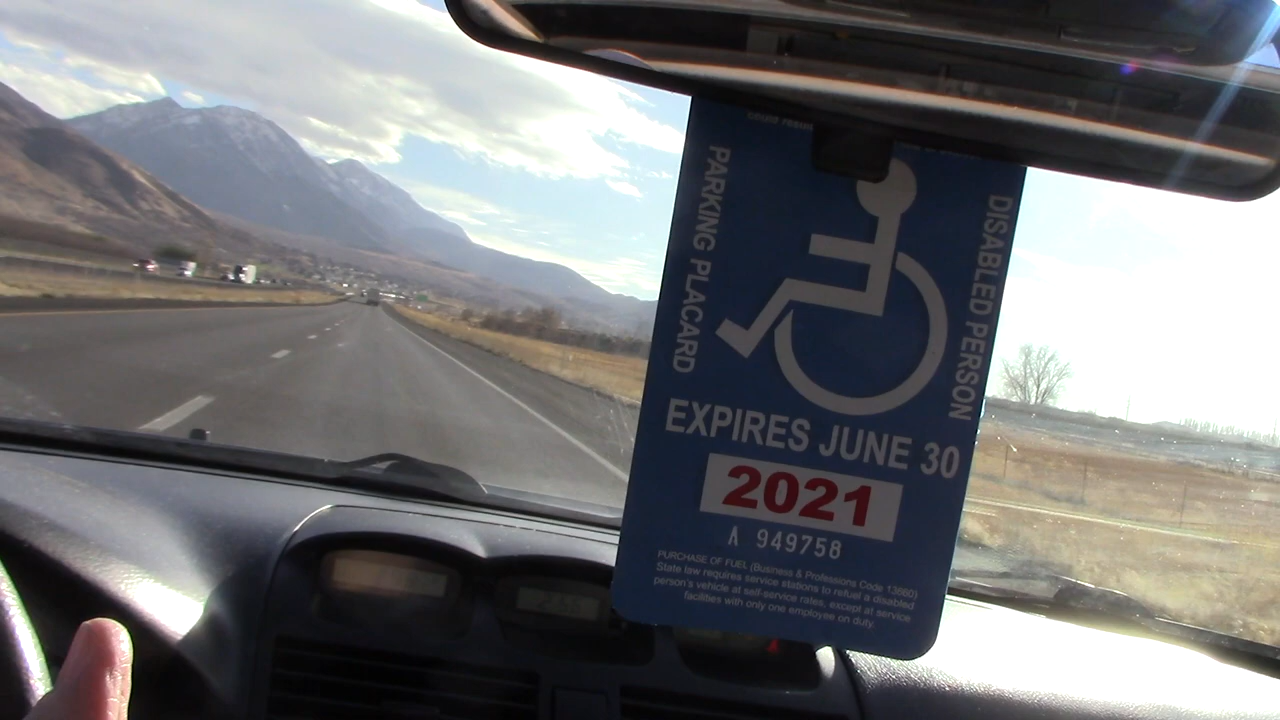 PARKING PLACARD
DISABLED PERSON
EXPIRES JUNE 30
2021
A 949758
PURCHASE OF FUEL (Business & Professions Code 13660)
State law requires service stations to refuel a disabled
person's vehicle at self-service rates, except at service
facilities with only one employee on duty.